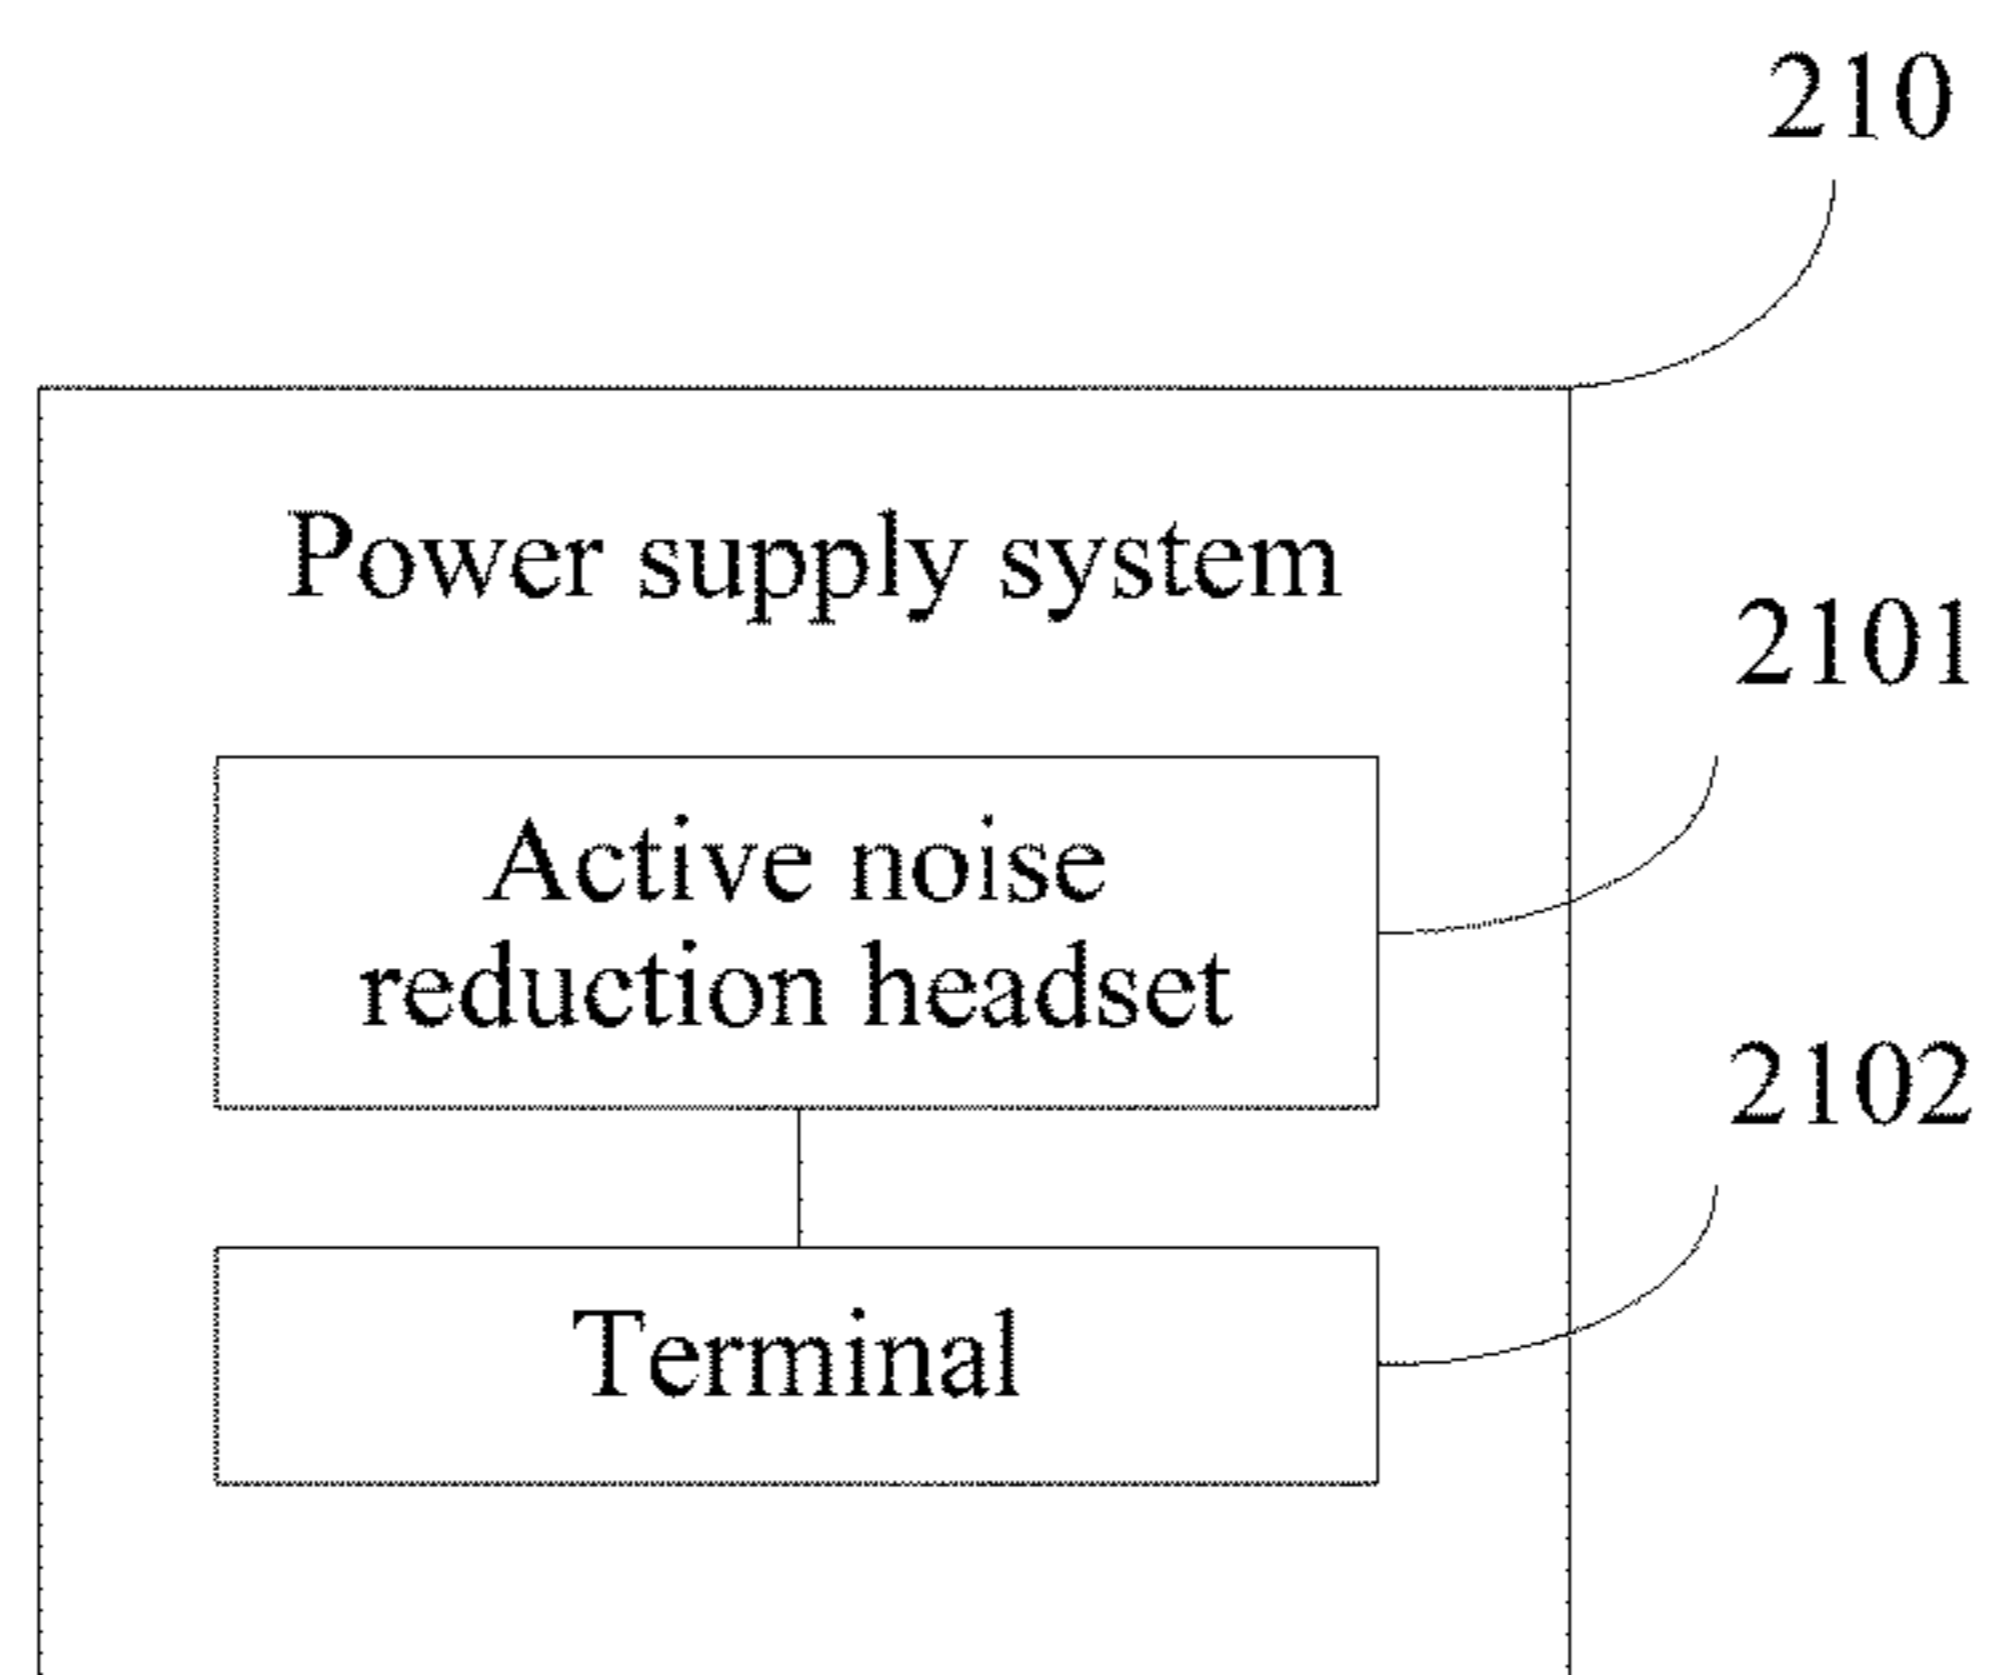 210
Power supply system
2101
Active noise
reduction headset
2102
Terminal